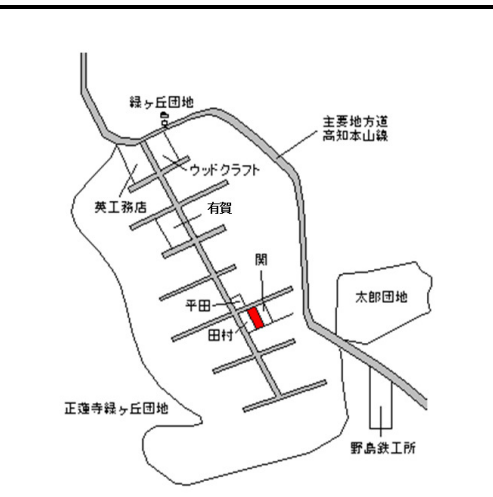 緑ヶ丘団地
主要地方道
高知本山線
ウッドクラフト
英工務店
有賀
関
太郎団地
平田
田村
正蓮寺緑ヶ丘団地
野島鉄工所